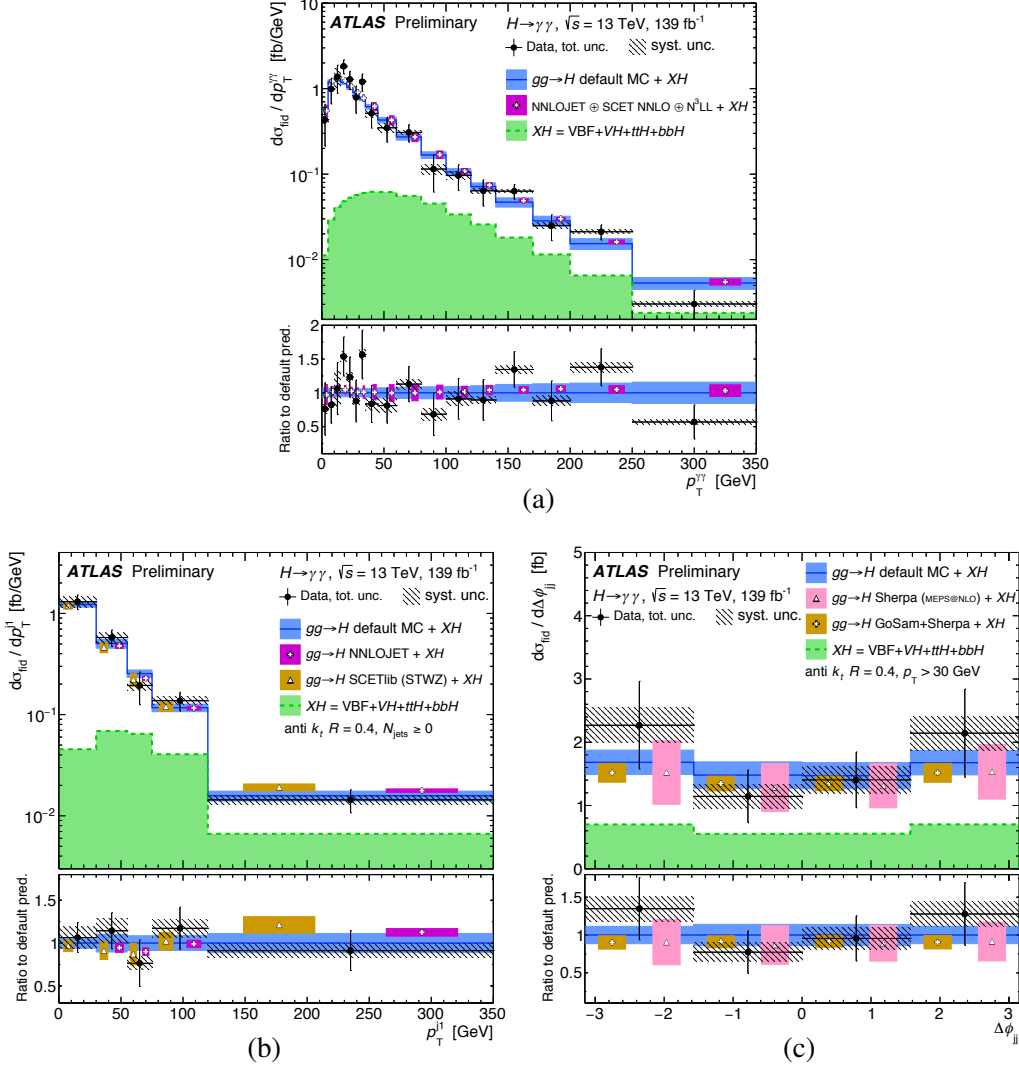 ATLAS Preliminary
H→γγ, √s = 13 TeV, 139 fb⁻¹
Data, tot. unc. syst. unc.
gg→H default MC + XH
NNLOJET ⊕ SCET NNLO ⊕ N³LL + XH
XH = VBF+VH+ttH+bbH
dσ_fid / dp_T^γγ [fb/GeV]
10
1
10⁻¹
10⁻²
Ratio to default pred.
2
1.5
1
0.5
0 50 100 150 200 250 300 350
p_T^γγ [GeV]
(a)
ATLAS Preliminary
H→γγ, √s = 13 TeV, 139 fb⁻¹
Data, tot. unc. syst. unc.
gg→H default MC + XH
gg→H NNLOJET + XH
gg→H SCETlib (STWZ) + XH
XH = VBF+VH+ttH+bbH
anti k_t R = 0.4, N_jets ≥ 0
dσ_fid / dp_T^j1 [fb/GeV]
1
10⁻¹
10⁻²
Ratio to default pred.
1.5
1
0.5
0 50 100 150 200 250 300 350
p_T^j1 [GeV]
(b)
ATLAS Preliminary
H→γγ, √s = 13 TeV, 139 fb⁻¹
Data, tot. unc. syst. unc.
gg→H default MC + XH
gg→H Sherpa (MEPS@NLO) + XH
gg→H GoSam+Sherpa + XH
XH = VBF+VH+ttH+bbH
anti k_t R = 0.4, p_T > 30 GeV
dσ_fid / dΔφ_jj [fb]
5
4
3
2
1
0
Ratio to default pred.
1.5
1
0.5
−3 −2 −1 0 1 2 3
Δφ_jj
(c)